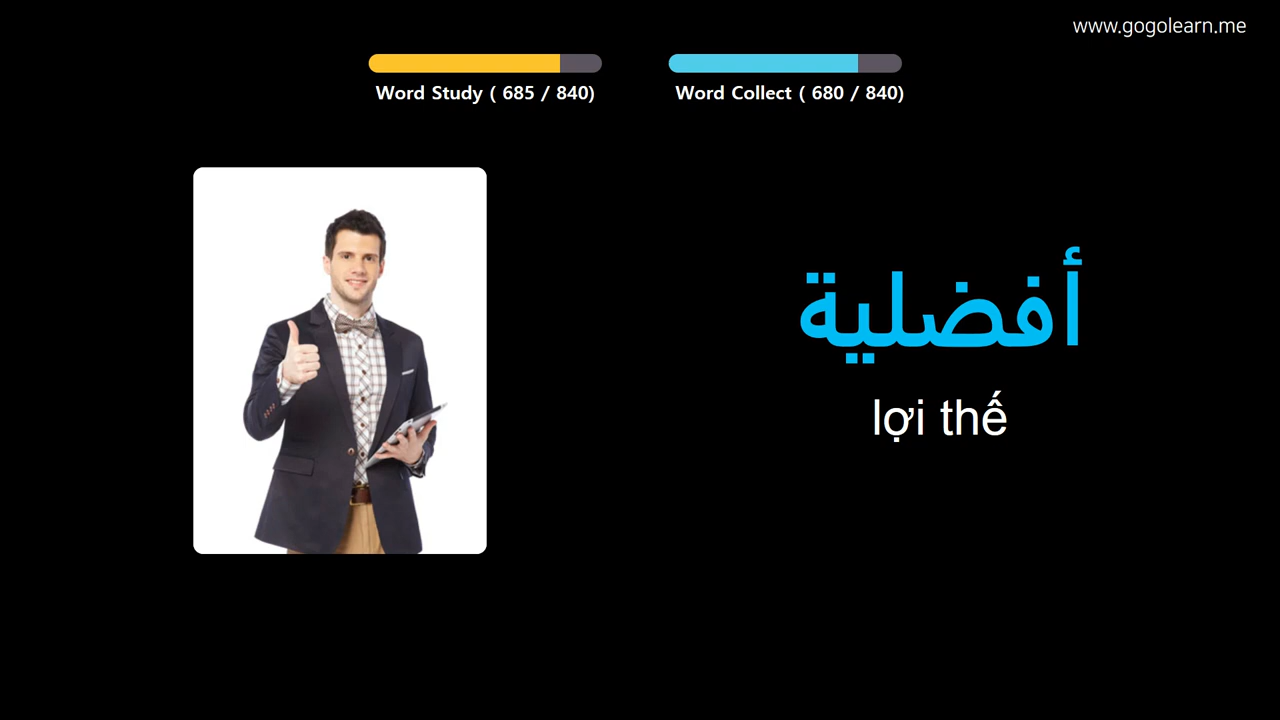 www.gogolearn.me
Word Study ( 685 / 840)
Word Collect ( 680 / 840)
أفضلية
lợi thế